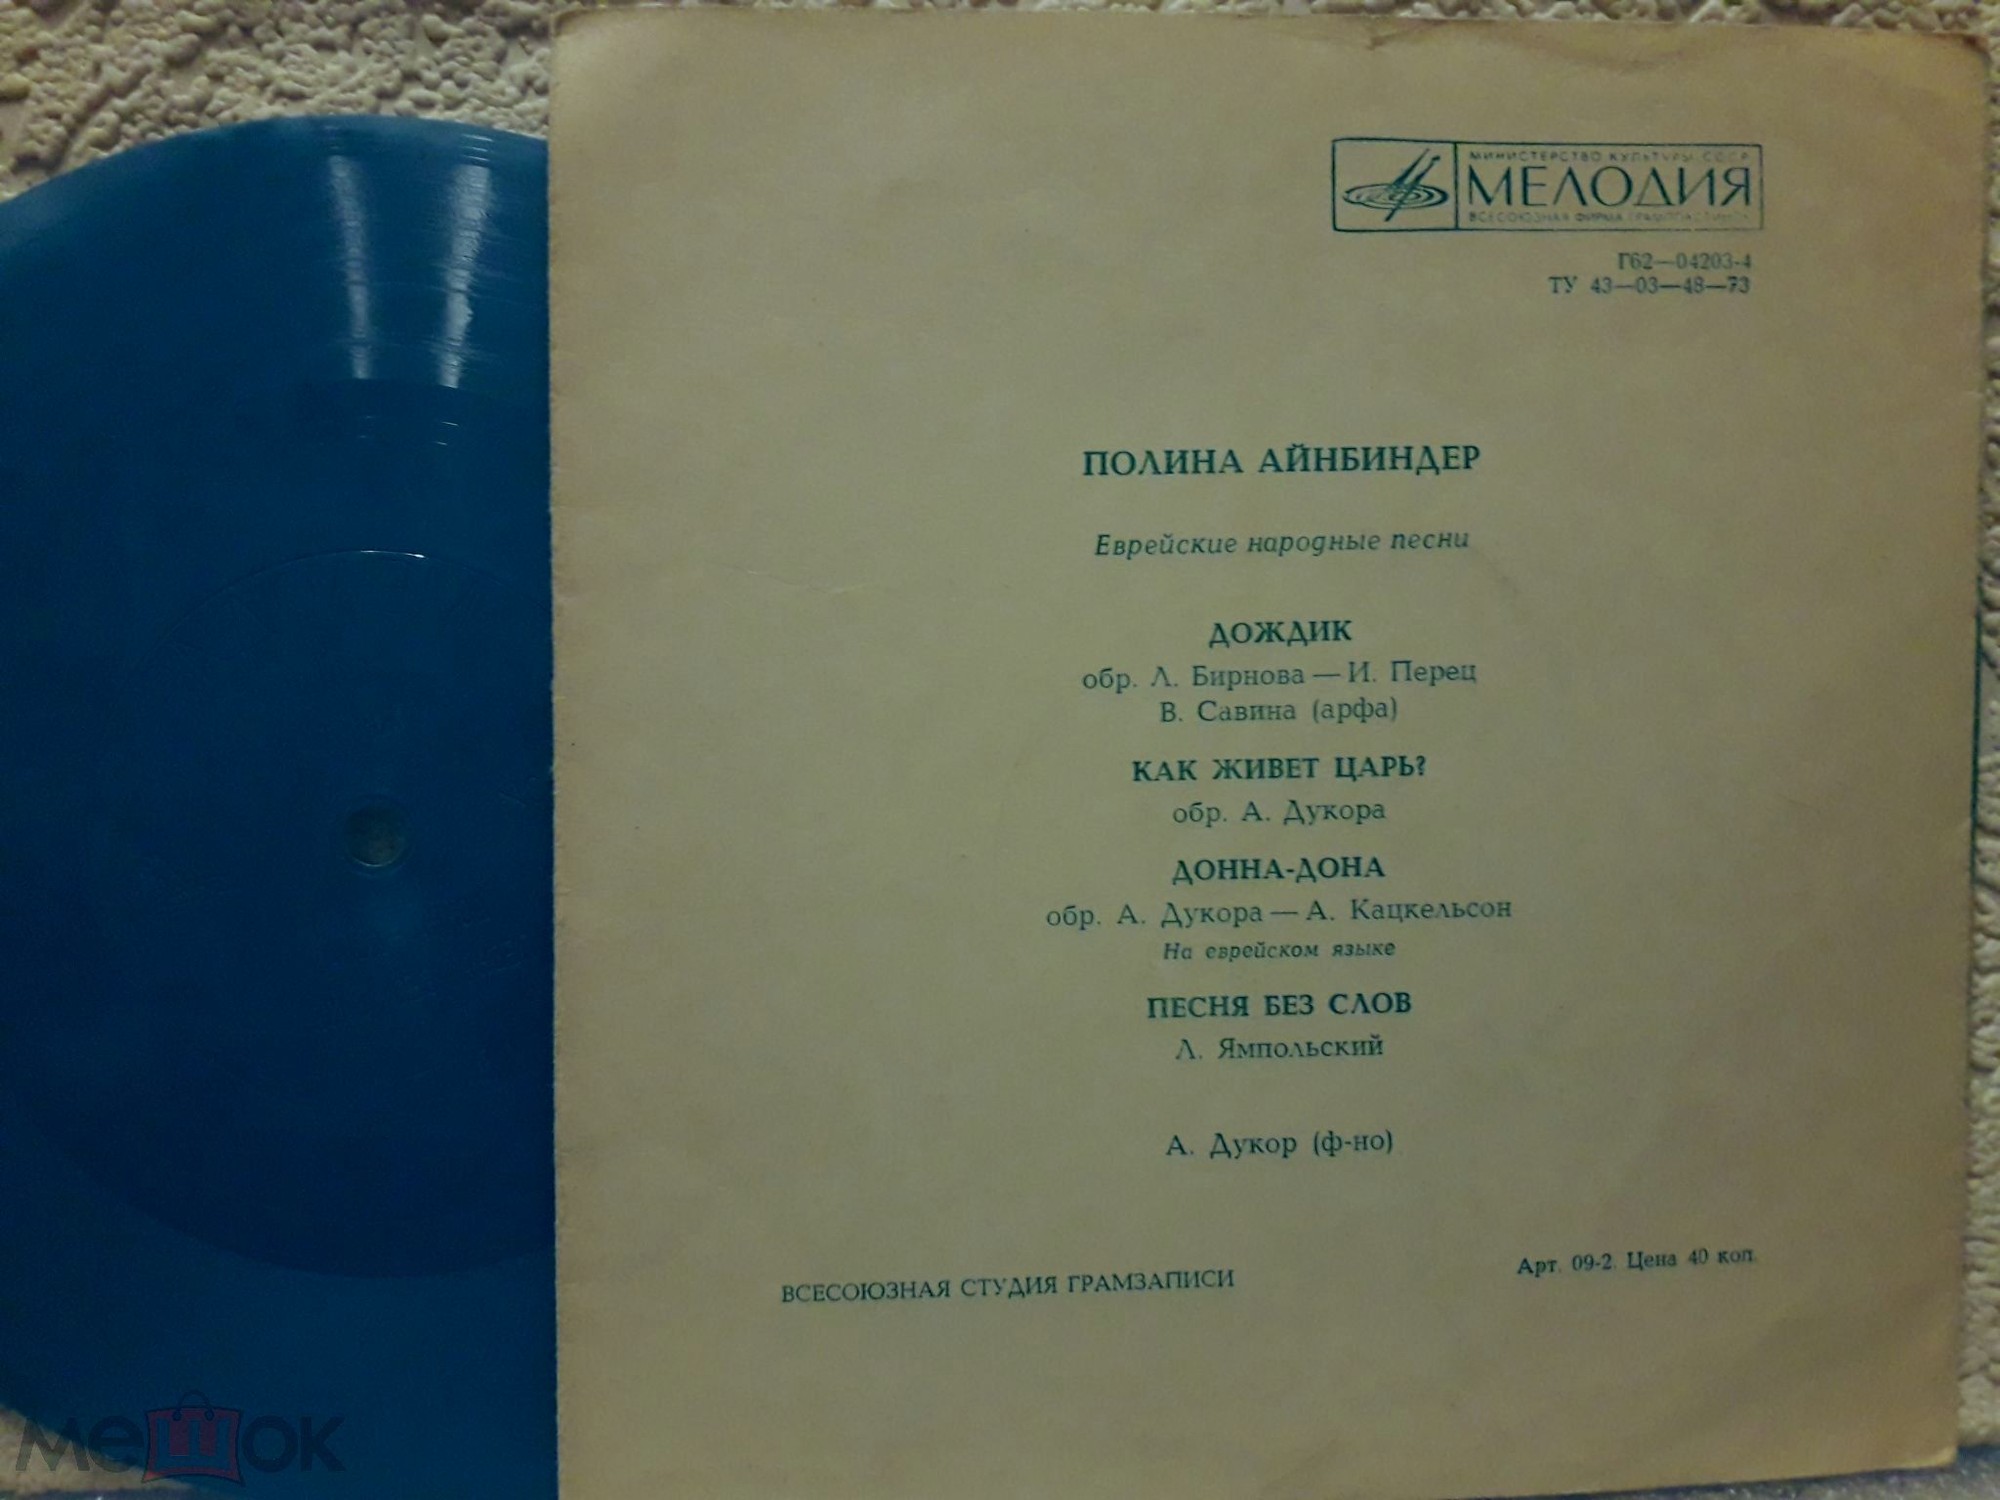 МИНИСТЕРСТВО КУЛЬТУРЫ СССР
МЕЛОДИЯ
ВСЕСОЮЗНАЯ ФИРМА ГРАМПЛАСТИНОК
Г62—04203-4
ТУ 43—03—48—73
ПОЛИНА АЙНБИНДЕР
Еврейские народные песни
ДОЖДИК
обр. Л. Бирнова — И. Перец
В. Савина (арфа)
КАК ЖИВЕТ ЦАРЬ?
обр. А. Дукора
ДОННА-ДОНА
обр. А. Дукора — А. Кацкельсон
На еврейском языке
ПЕСНЯ БЕЗ СЛОВ
Л. Ямпольский
А. Дукор (ф-но)
ВСЕСОЮЗНАЯ СТУДИЯ ГРАМЗАПИСИ
Арт. 09-2. Цена 40 коп.
мешок